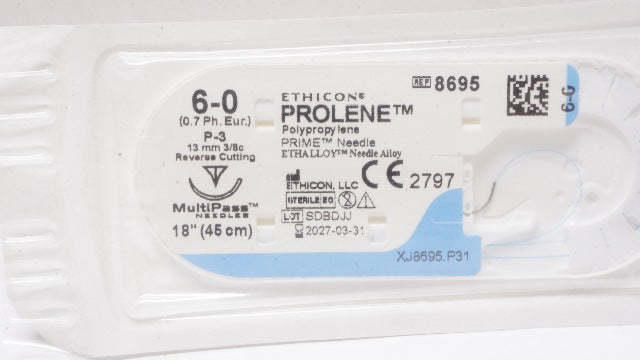 6-0
(0.7 Ph. Eur.)
P-3
13 mm 3/8c
Reverse Cutting
MultiPass™
NEEDLES
18" (45 cm)
ETHICON®
PROLENE™
Polypropylene
PRIME™ Needle
ETHALLOY™ Needle Alloy
ETHICON, LLC
CE 2797
STERILE EO
2
LOT SDBDJJ
2027-03-31
REF 8695
6-0
XJ8695.P31